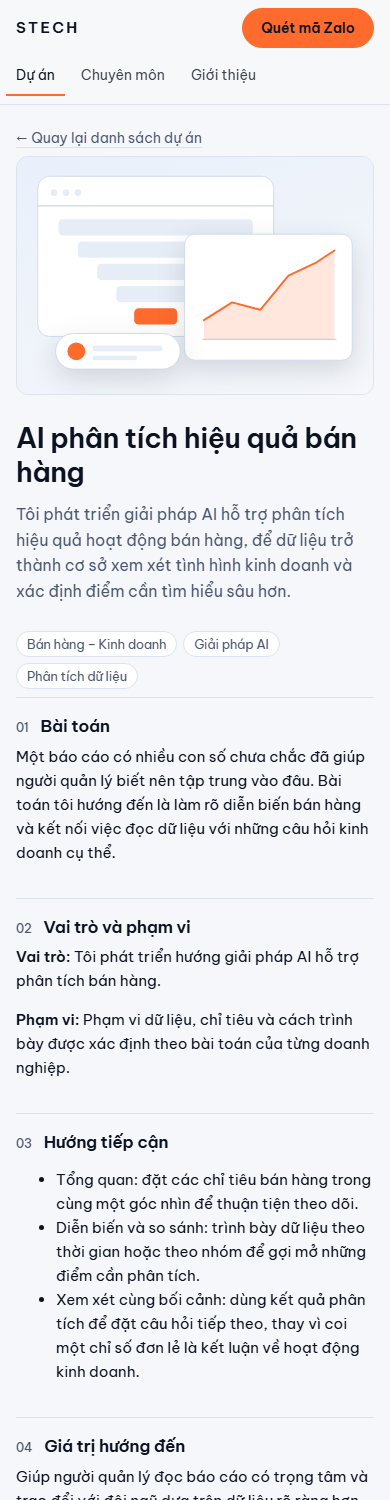 STECH
Quét mã Zalo
Dự án
Chuyên môn
Giới thiệu
← Quay lại danh sách dự án
AI phân tích hiệu quả bán
hàng
Tôi phát triển giải pháp AI hỗ trợ phân tích
hiệu quả hoạt động bán hàng, để dữ liệu trở
thành cơ sở xem xét tình hình kinh doanh và
xác định điểm cần tìm hiểu sâu hơn.
Bán hàng – Kinh doanh
Giải pháp AI
Phân tích dữ liệu
01 Bài toán
Một báo cáo có nhiều con số chưa chắc đã giúp
người quản lý biết nên tập trung vào đâu. Bài
toán tôi hướng đến là làm rõ diễn biến bán hàng
và kết nối việc đọc dữ liệu với những câu hỏi kinh
doanh cụ thể.
02 Vai trò và phạm vi
Vai trò: Tôi phát triển hướng giải pháp AI hỗ trợ
phân tích bán hàng.
Phạm vi: Phạm vi dữ liệu, chỉ tiêu và cách trình
bày được xác định theo bài toán của từng doanh
nghiệp.
03 Hướng tiếp cận
• Tổng quan: đặt các chỉ tiêu bán hàng trong
cùng một góc nhìn để thuận tiện theo dõi.
• Diễn biến và so sánh: trình bày dữ liệu theo
thời gian hoặc theo nhóm để gợi mở những
điểm cần phân tích.
• Xem xét cùng bối cảnh: dùng kết quả phân
tích để đặt câu hỏi tiếp theo, thay vì coi
một chỉ số đơn lẻ là kết luận về hoạt động
kinh doanh.
04 Giá trị hướng đến
Giúp người quản lý đọc báo cáo có trọng tâm và
trao đổi với đội ngũ dựa trên dữ liệu rõ ràng hơn.